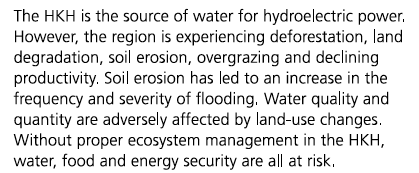 The HKH is the source of water for hydroelectric power.
However, the region is experiencing deforestation, land
degradation, soil erosion, overgrazing and declining
productivity. Soil erosion has led to an increase in the
frequency and severity of flooding. Water quality and
quantity are adversely affected by land-use changes.
Without proper ecosystem management in the HKH,
water, food and energy security are all at risk.